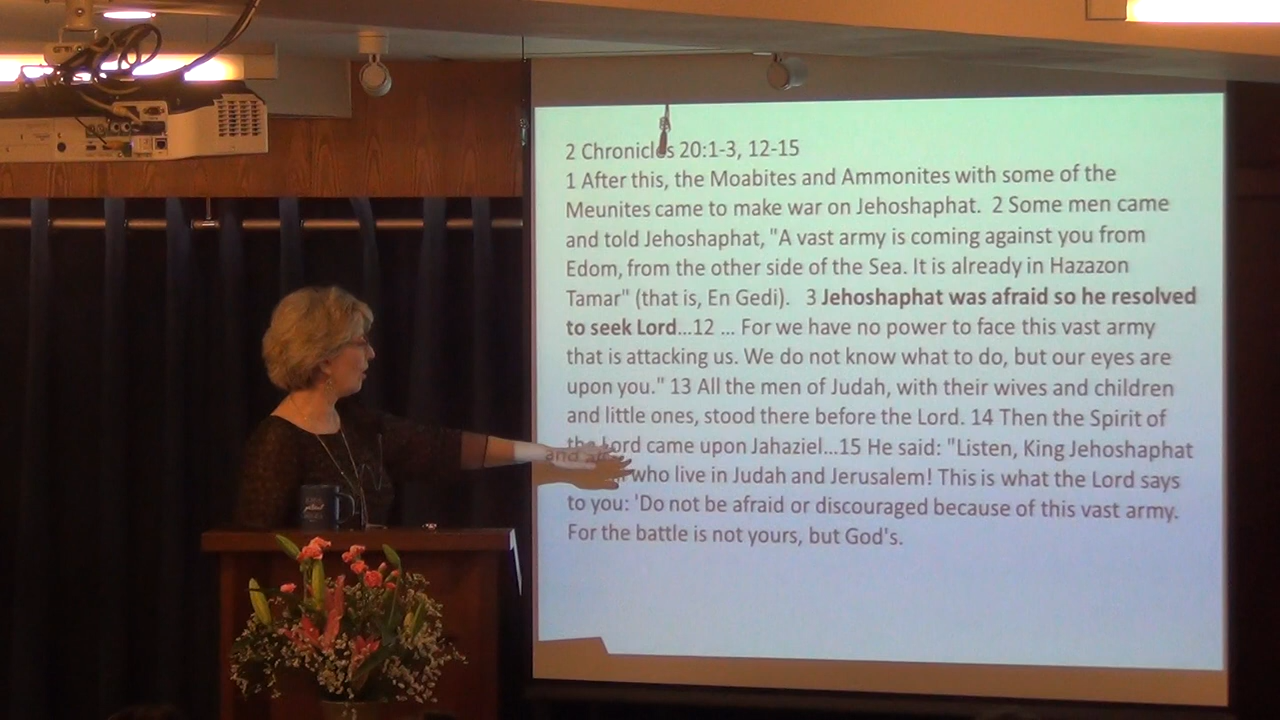 2 Chronicles 20:1-3, 12-15
1 After this, the Moabites and Ammonites with some of the
Meunites came to make war on Jehoshaphat. 2 Some men came
and told Jehoshaphat, "A vast army is coming against you from
Edom, from the other side of the Sea. It is already in Hazazon
Tamar" (that is, En Gedi). 3 Jehoshaphat was afraid so he resolved
to seek Lord...12 ... For we have no power to face this vast army
that is attacking us. We do not know what to do, but our eyes are
upon you." 13 All the men of Judah, with their wives and children
and little ones, stood there before the Lord. 14 Then the Spirit of
the Lord came upon Jahaziel...15 He said: "Listen, King Jehoshaphat
and who live in Judah and Jerusalem! This is what the Lord says
to you: 'Do not be afraid or discouraged because of this vast army.
For the battle is not yours, but God's.